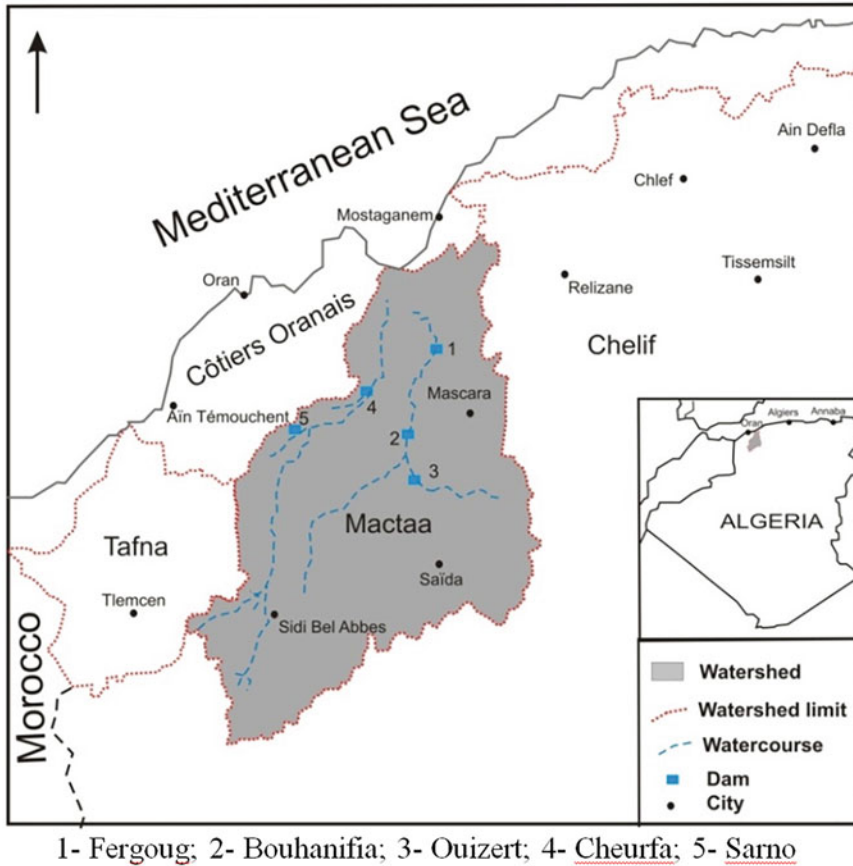 Mediterranean Sea
Ain Defla
Chlef
Mostaganem
Tissemsilt
Oran
Relizane
Côtiers Oranais
Chelif
1
Mascara
4
Aïn Témouchent
5
2
3
Oran
Algiers
Annaba
ALGERIA
Mactaa
Tafna
Saïda
Tlemcen
Sidi Bel Abbes
Morocco
Watershed
Watershed limit
Watercourse
Dam
City
1- Fergoug; 2- Bouhanifia; 3- Ouizert; 4- Cheurfa; 5- Sarno